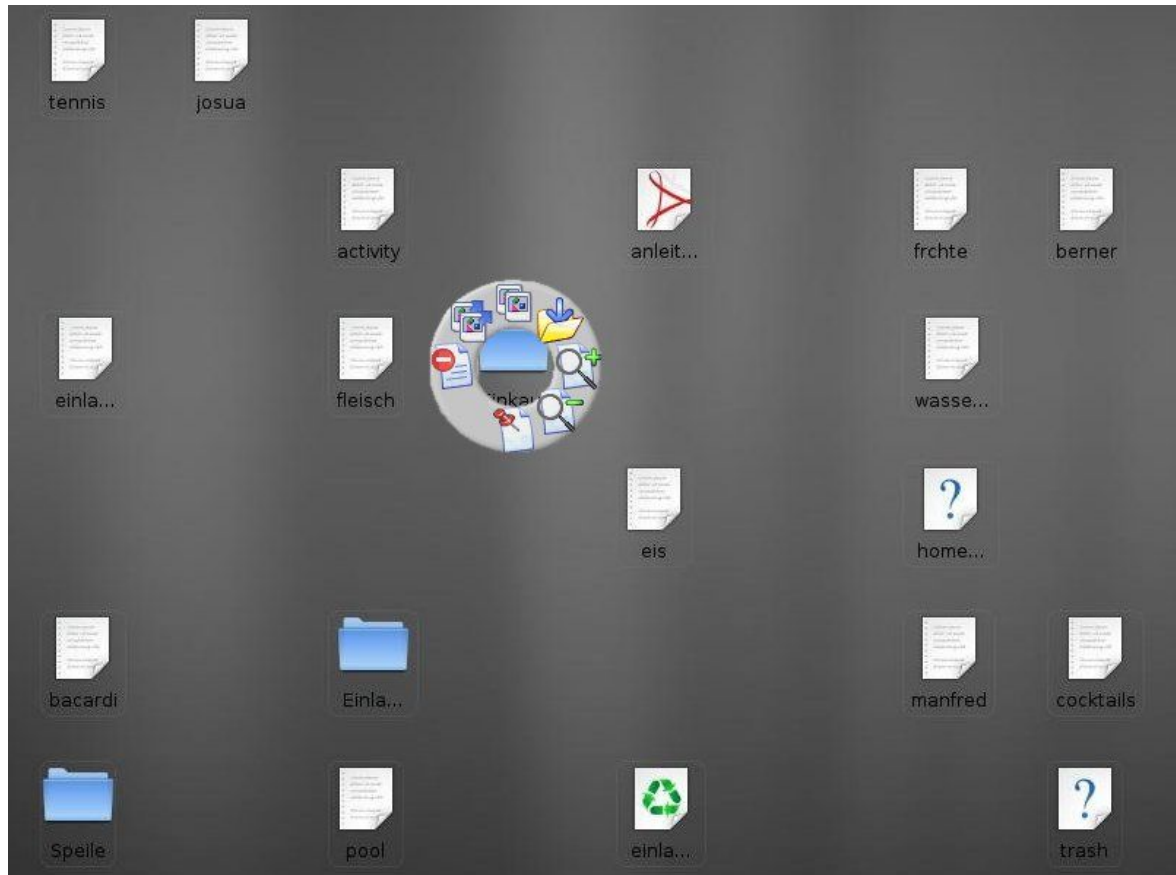 tennis
josua
activity
anleit...
frchte
berner
einla...
fleisch
inkau
wasse...
eis
home...
bacardi
Einla...
manfred
cocktails
Speile
pool
einla...
trash